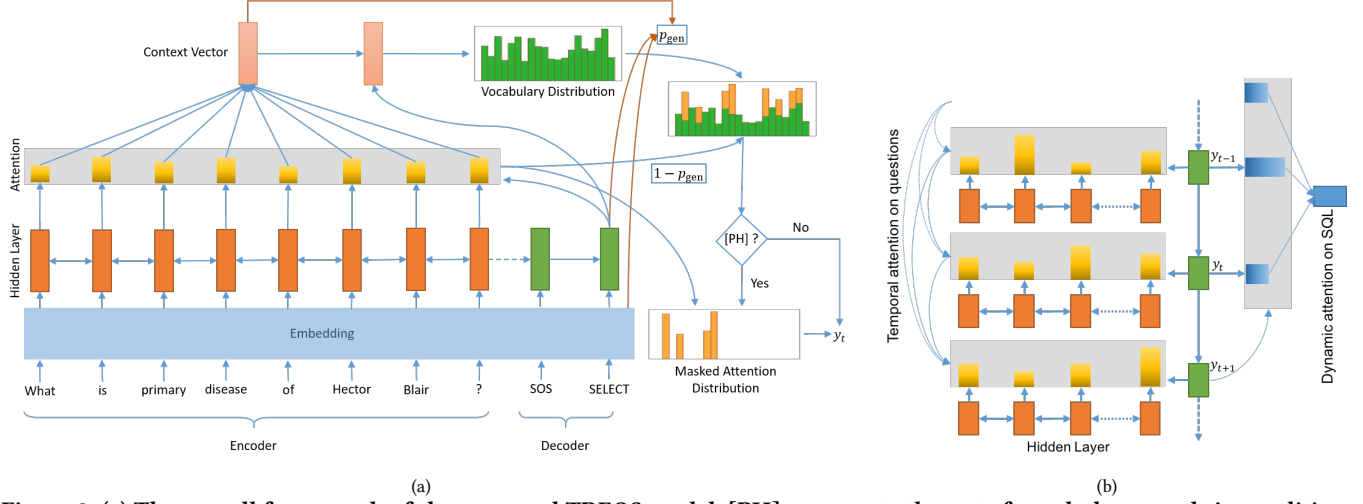 Context Vector
p_gen
Vocabulary Distribution
Attention
1 − p_gen
Hidden Layer
[PH] ?
No
Yes
Embedding
y_t
Masked Attention
Distribution
What is primary disease of Hector Blair ? SOS SELECT
Encoder Decoder
(a)
Temporal attention on questions
y_{t−1}
y_t
y_{t+1}
Dynamic attention on SQL
Hidden Layer
(b)